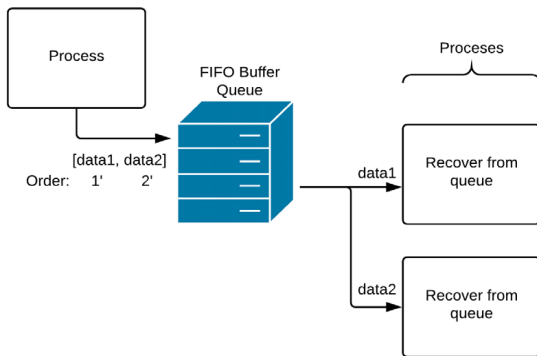 Process
FIFO Buffer
Queue
[data1, data2]
Order: 1' 2'
Proceses
data1
Recover from
queue
data2
Recover from
queue